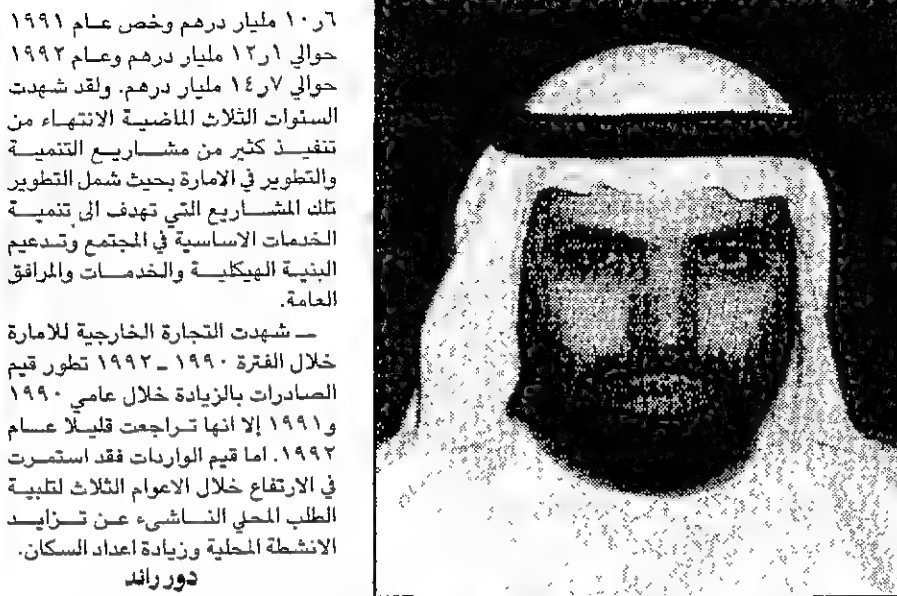 ٦ر١٠ مليار درهم وخص عام ١٩٩١
حوالي ١ر١٢ مليار درهم وعام ١٩٩٢
حوالي ٧ر١٤ مليار درهم. ولقد شهدت
السنوات الثلاث الماضية الانتهاء من
تنفيذ كثير من مشاريع التنمية
والتطوير في الامارة بحيث شمل التطوير
تلك المشاريع التي تهدف الى تنمية
الخدمات الاساسية في المجتمع وتدعيم
البنية الهيكلية والخدمات والمرافق
العامة.
ـ شهدت التجارة الخارجية للامارة
خلال الفترة ١٩٩٠ ـ ١٩٩٢ تطور قيم
الصادرات بالزيادة خلال عامي ١٩٩٠
و١٩٩١ إلا انها تراجعت قليلاً عام
١٩٩٢. اما قيم الواردات فقد استمرت
في الارتفاع خلال الاعوام الثلاث لتلبية
الطلب المحلي الناشىء عن تزايد
الانشطة المحلية وزيادة اعداد السكان.
دور رائد